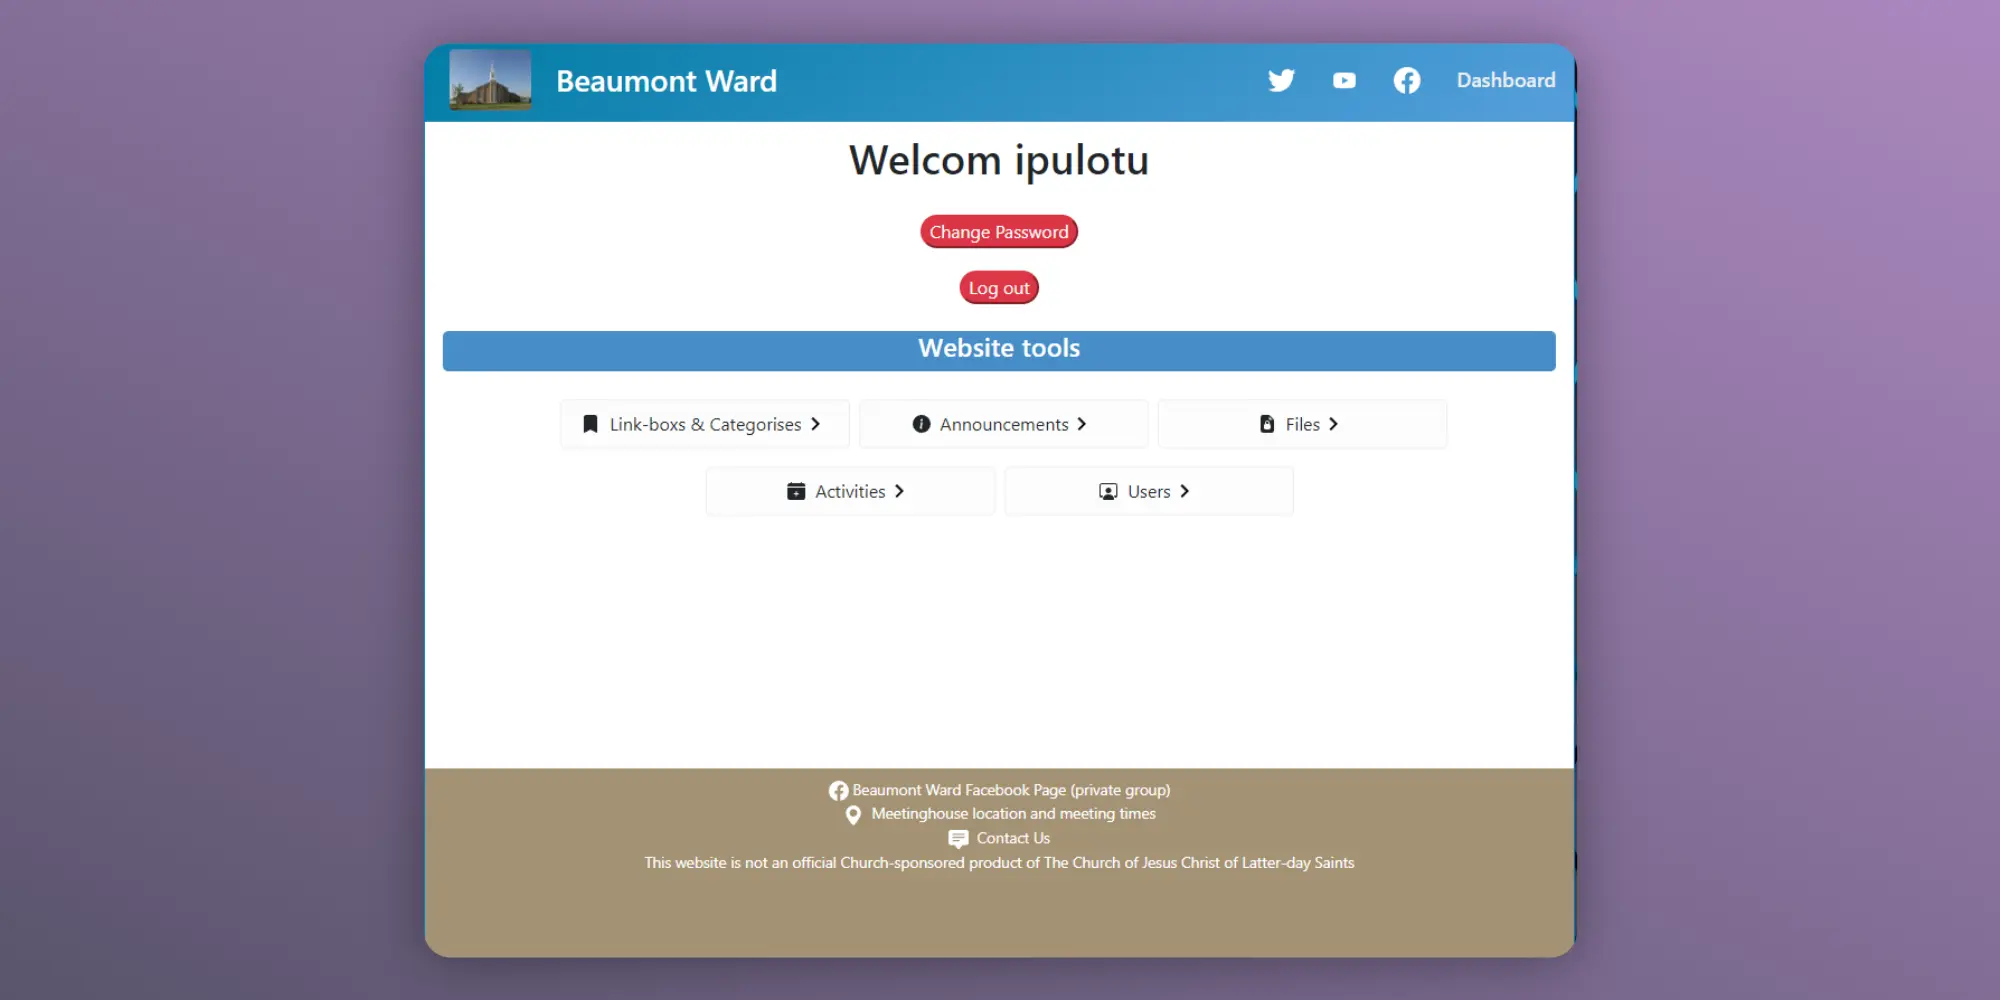 Beaumont Ward
Dashboard
Welcom ipulotu
Change Password
Log out
Website tools
Link-boxs & Categorises
Announcements
Files
Activities
Users
Beaumont Ward Facebook Page (private group)
Meetinghouse location and meeting times
Contact Us
This website is not an official Church-sponsored product of The Church of Jesus Christ of Latter-day Saints